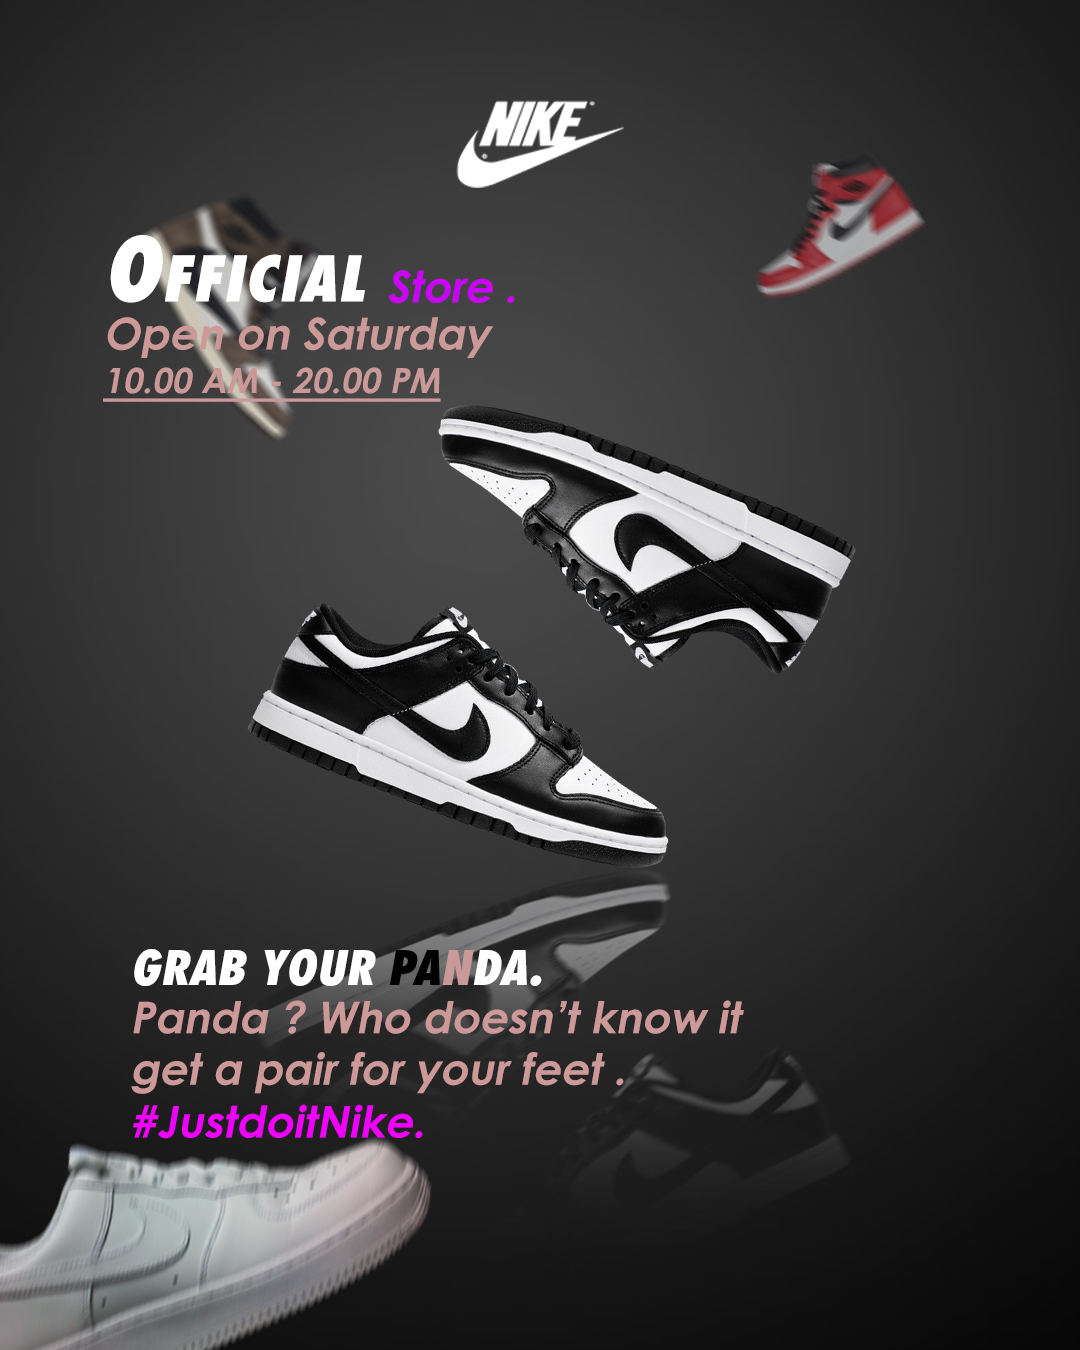 NIKE
OFFICIAL Store .
Open on Saturday
10.00 AM - 20.00 PM
GRAB YOUR PANDA.
Panda ? Who doesn’t know it
get a pair for your feet .
#JustdoitNike.